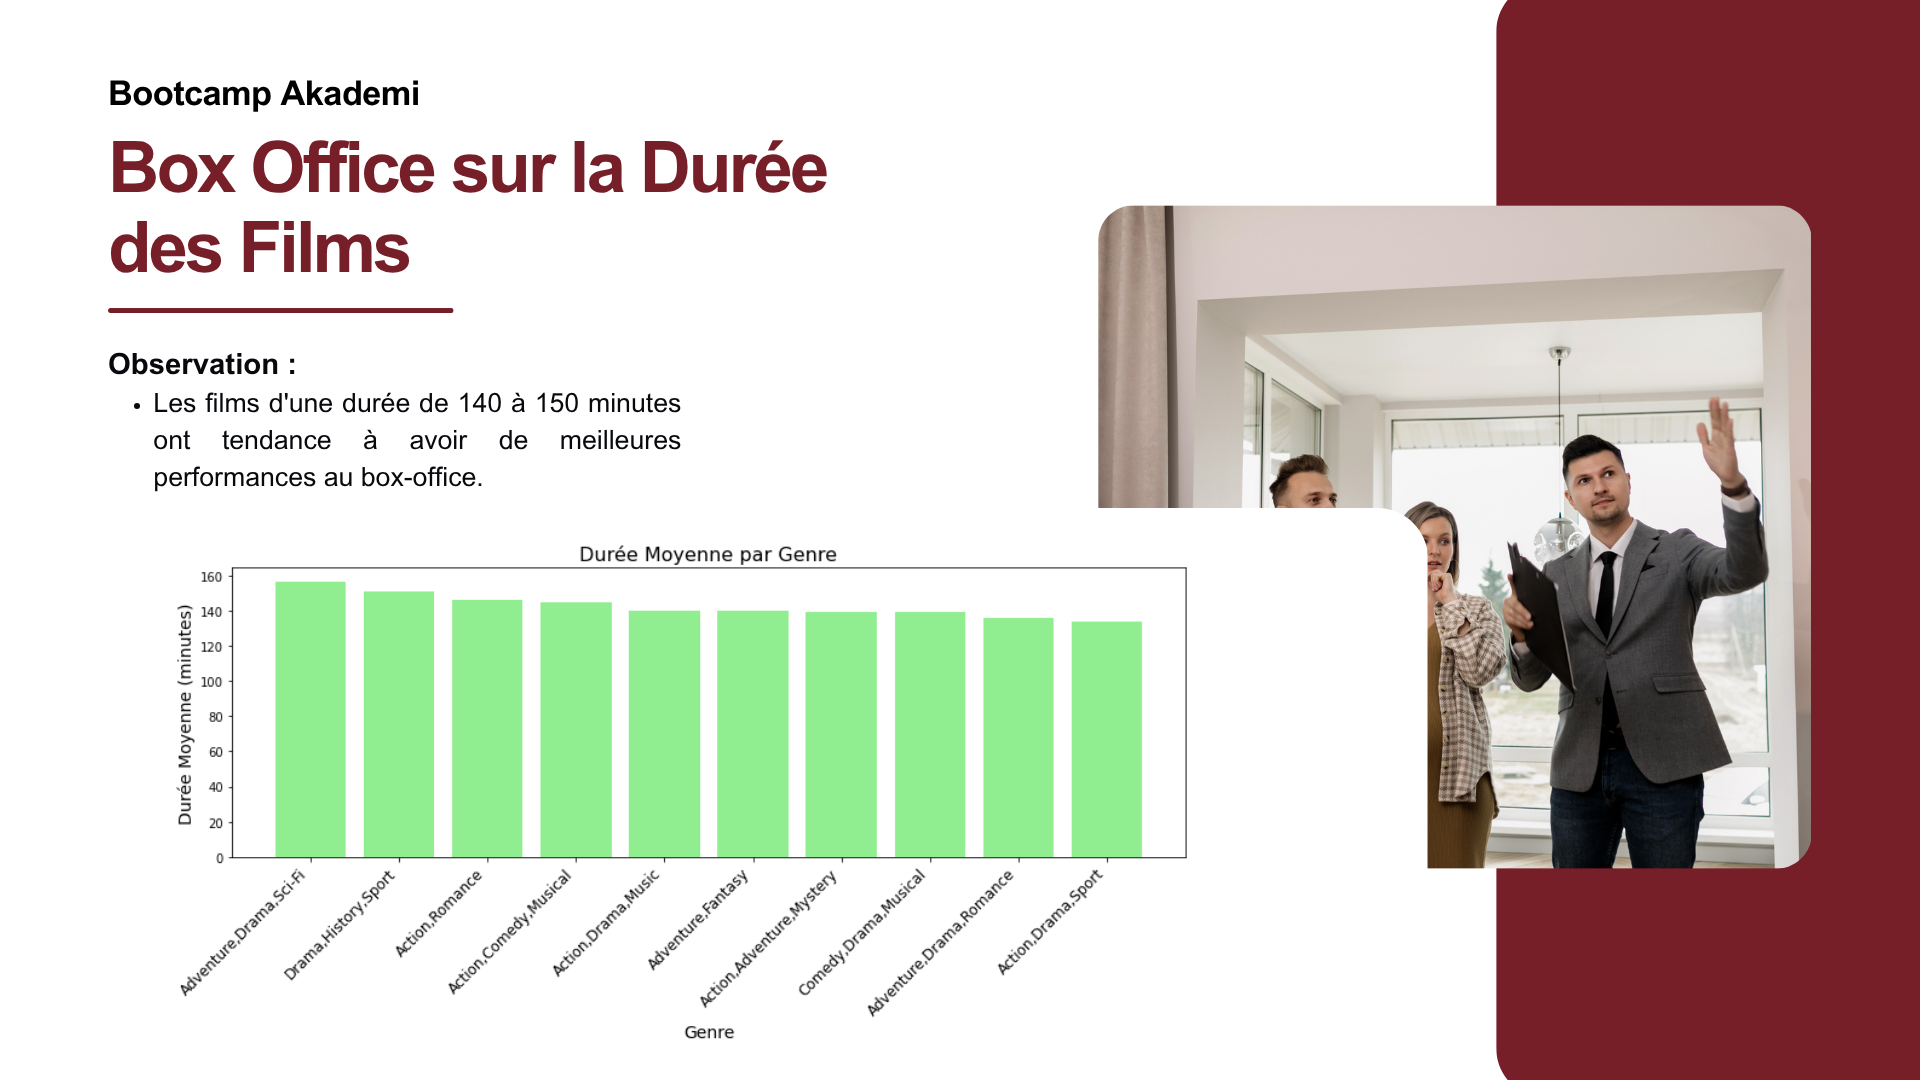 Bootcamp Akademi
Box Office sur la Durée
des Films
Observation :
• Les films d'une durée de 140 à 150 minutes
ont tendance à avoir de meilleures
performances au box-office.
Durée Moyenne par Genre
Durée Moyenne (minutes)
160
140
120
100
80
60
40
20
0
Adventure,Drama,Sci-Fi
Drama,History,Sport
Action,Romance
Action,Comedy,Musical
Action,Drama,Music
Adventure,Fantasy
Action,Adventure,Mystery
Comedy,Drama,Musical
Adventure,Drama,Romance
Action,Drama,Sport
Genre